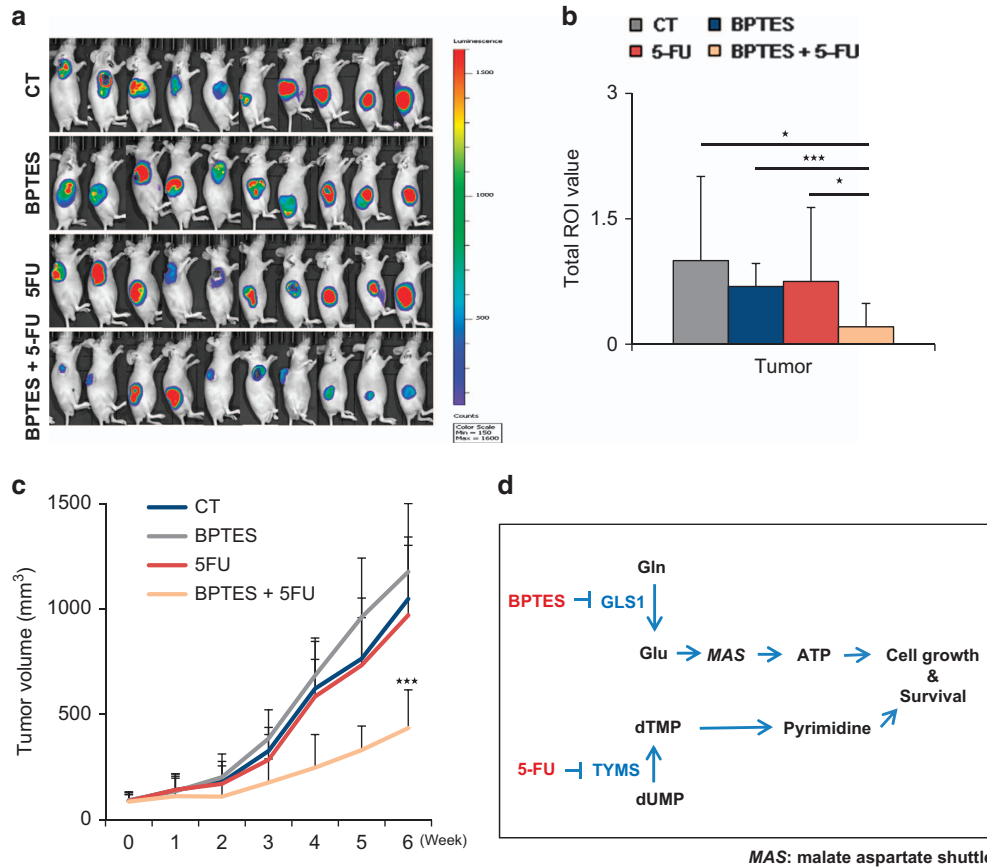 a
Luminescence
1500
1000
500
Counts
Color Scale
Min = 150
Max = 1600
CT
BPTES
5FU
BPTES + 5-FU
b
CT
BPTES
5-FU
BPTES + 5-FU
Total ROI value
3
1.5
0
*
***
*
Tumor
c
CT
BPTES
5FU
BPTES + 5FU
Tumor volume (mm³)
1500
1000
500
0
***
0 1 2 3 4 5 6 (Week)
d
Gln
BPTES GLS1
Glu MAS ATP Cell growth
&
Survival
dTMP Pyrimidine
5-FU TYMS
dUMP
MAS: malate aspartate shuttle